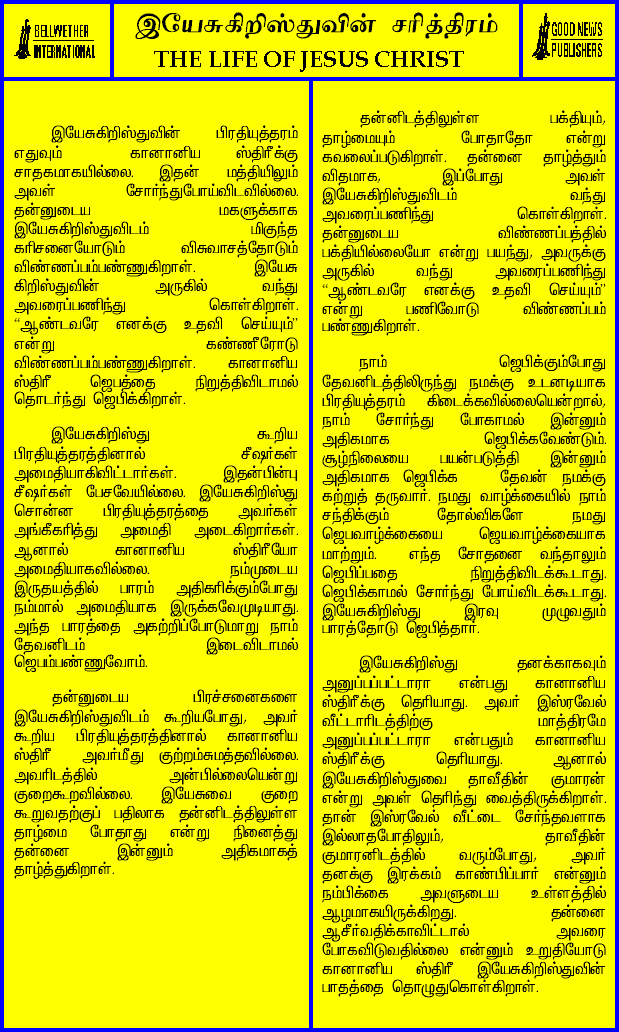 BELLWETHER
INTERNATIONAL
இயேசுகிறிஸ்துவின் சரித்திரம்
THE LIFE OF JESUS CHRIST
GOOD NEWS
PUBLISHERS
இயேசுகிறிஸ்துவின் பிரதியுத்தரம்
எதுவும் கானானிய ஸ்திரீக்கு
சாதகமாகயில்லை. இதன் மத்தியிலும்
அவள் சோர்ந்துபோய்விடவில்லை.
தன்னுடைய மகளுக்காக
இயேசுகிறிஸ்துவிடம் மிகுந்த
கரிசனையோடும் விசுவாசத்தோடும்
விண்ணப்பம்பண்ணுகிறாள். இயேசு
கிறிஸ்துவின் அருகில் வந்து
அவரைப்பணிந்து கொள்கிறாள்.
“ஆண்டவரே எனக்கு உதவி செய்யும்”
என்று கண்ணீரோடு
விண்ணப்பம்பண்ணுகிறாள். கானானிய
ஸ்திரீ ஜெபத்தை நிறுத்திவிடாமல்
தொடர்ந்து ஜெபிக்கிறாள்.
இயேசுகிறிஸ்து கூறிய
பிரதியுத்தரத்தினால் சீஷர்கள்
அமைதியாகிவிட்டார்கள். இதன்பின்பு
சீஷர்கள் பேசவேயில்லை. இயேசுகிறிஸ்து
சொன்ன பிரதியுத்தரத்தை அவர்கள்
அங்கீகரித்து அமைதி அடைகிறார்கள்.
ஆனால் கானானிய ஸ்திரீயோ
அமைதியாகவில்லை. நம்முடைய
இருதயத்தில் பாரம் அதிகரிக்கும்போது
நம்மால் அமைதியாக இருக்கவேமுடியாது.
அந்த பாரத்தை அகற்றிப்போடுமாறு நாம்
தேவனிடம் இடைவிடாமல்
ஜெபம்பண்ணுவோம்.
தன்னுடைய பிரச்சனைகளை
இயேசுகிறிஸ்துவிடம் கூறியபோது, அவர்
கூறிய பிரதியுத்தரத்தினால் கானானிய
ஸ்திரீ அவர்மீது குற்றம்சுமத்தவில்லை.
அவரிடத்தில் அன்பில்லையென்று
குறைகூறவில்லை. இயேசுவை குறை
கூறுவதற்குப் பதிலாக தன்னிடத்திலுள்ள
தாழ்மை போதாது என்று நினைத்து
தன்னை இன்னும் அதிகமாகத்
தாழ்த்துகிறாள்.
தன்னிடத்திலுள்ள பக்தியும்,
தாழ்மையும் போதாதோ என்று
கவலைப்படுகிறாள். தன்னை தாழ்த்தும்
விதமாக, இப்போது அவள்
இயேசுகிறிஸ்துவிடம் வந்து
அவரைப்பணிந்து கொள்கிறாள்.
தன்னுடைய விண்ணப்பத்தில்
பக்தியில்லையோ என்று பயந்து, அவருக்கு
அருகில் வந்து அவரைப்பணிந்து
“ஆண்டவரே எனக்கு உதவி செய்யும்”
என்று பணிவோடு விண்ணப்பம்
பண்ணுகிறாள்.
நாம் ஜெபிக்கும்போது
தேவனிடத்திலிருந்து நமக்கு உடனடியாக
பிரதியுத்தரம் கிடைக்கவில்லையென்றால்,
நாம் சோர்ந்து போகாமல் இன்னும்
அதிகமாக ஜெபிக்கவேண்டும்.
சூழ்நிலையை பயன்படுத்தி இன்னும்
அதிகமாக ஜெபிக்க தேவன் நமக்கு
கற்றுத் தருவார். நமது வாழ்க்கையில் நாம்
சந்திக்கும் தோல்விகளே நமது
ஜெபவாழ்க்கையை ஜெயவாழ்க்கையாக
மாற்றும். எந்த சோதனை வந்தாலும்
ஜெபிப்பதை நிறுத்திவிடக்கூடாது.
ஜெபிக்காமல் சோர்ந்து போய்விடக்கூடாது.
இயேசுகிறிஸ்து இரவு முழுவதும்
பாரத்தோடு ஜெபித்தார்.
இயேசுகிறிஸ்து தனக்காகவும்
அனுப்பப்பட்டாரா என்பது கானானிய
ஸ்திரீக்கு தெரியாது. அவர் இஸ்ரவேல்
வீட்டாரிடத்திற்கு மாத்திரமே
அனுப்பப்பட்டாரா என்பதும் கானானிய
ஸ்திரீக்கு தெரியாது. ஆனால்
இயேசுகிறிஸ்துவை தாவீதின் குமாரன்
என்று அவள் தெரிந்து வைத்திருக்கிறாள்.
தான் இஸ்ரவேல் வீட்டை சேர்ந்தவளாக
இல்லாதபோதிலும், தாவீதின்
குமாரனிடத்தில் வரும்போது, அவர்
தனக்கு இரக்கம் காண்பிப்பார் என்னும்
நம்பிக்கை அவளுடைய உள்ளத்தில்
ஆழமாகயிருக்கிறது. தன்னை
ஆசீர்வதிக்காவிட்டால் அவரை
போகவிடுவதில்லை என்னும் உறுதியோடு
கானானிய ஸ்திரீ இயேசுகிறிஸ்துவின்
பாதத்தை தொழுதுகொள்கிறாள்.